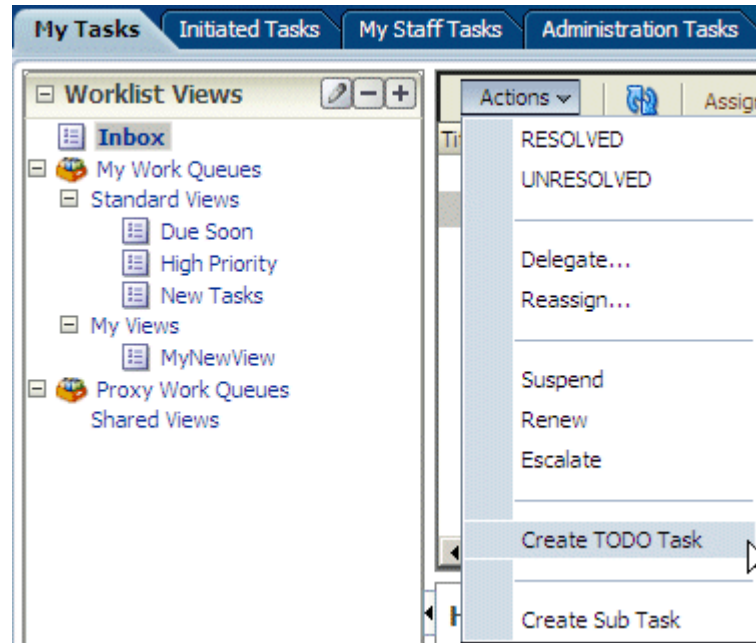 My Tasks Initiated Tasks My Staff Tasks Administration Tasks
Worklist Views
Inbox
My Work Queues
Standard Views
Due Soon
High Priority
New Tasks
My Views
MyNewView
Proxy Work Queues
Shared Views
Actions
RESOLVED
UNRESOLVED
Delegate...
Reassign...
Suspend
Renew
Escalate
Create TODO Task
Create Sub Task